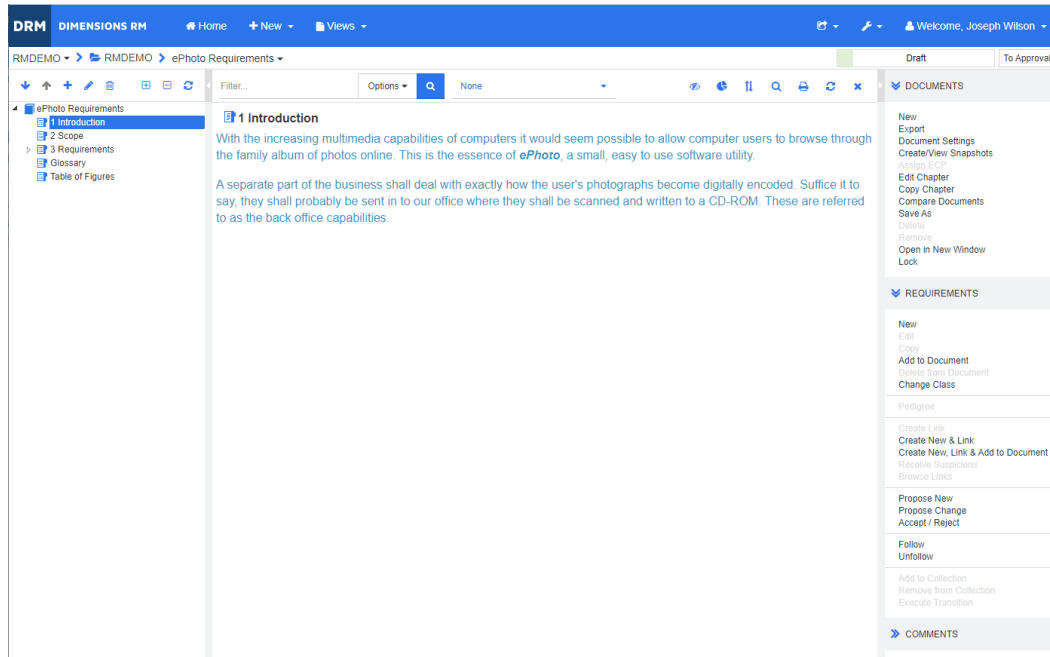 DRM DIMENSIONS RM Home New Views Welcome, Joseph Wilson
RMDEMO RMDEMO ePhoto Requirements Draft To Approval
Filter... Options None
ePhoto Requirements
1 Introduction
2 Scope
3 Requirements
Glossary
Table of Figures
1 Introduction
With the increasing multimedia capabilities of computers it would seem possible to allow computer users to browse through
the family album of photos online. This is the essence of ePhoto, a small, easy to use software utility.
A separate part of the business shall deal with exactly how the user's photographs become digitally encoded. Suffice it to
say, they shall probably be sent in to our office where they shall be scanned and written to a CD-ROM. These are referred
to as the back office capabilities.
DOCUMENTS
New
Export
Document Settings
Create/View Snapshots
Assign ECP
Edit Chapter
Copy Chapter
Compare Documents
Save As
Delete
Remove
Open in New Window
Lock
REQUIREMENTS
New
Edit
Copy
Add to Document
Delete from Document
Change Class
Pedigree
Create Link
Create New & Link
Create New, Link & Add to Document
Resolve Suspicions
Browse Links
Propose New
Propose Change
Accept / Reject
Follow
Unfollow
Add to Collection
Remove from Collection
Execute Transition
COMMENTS